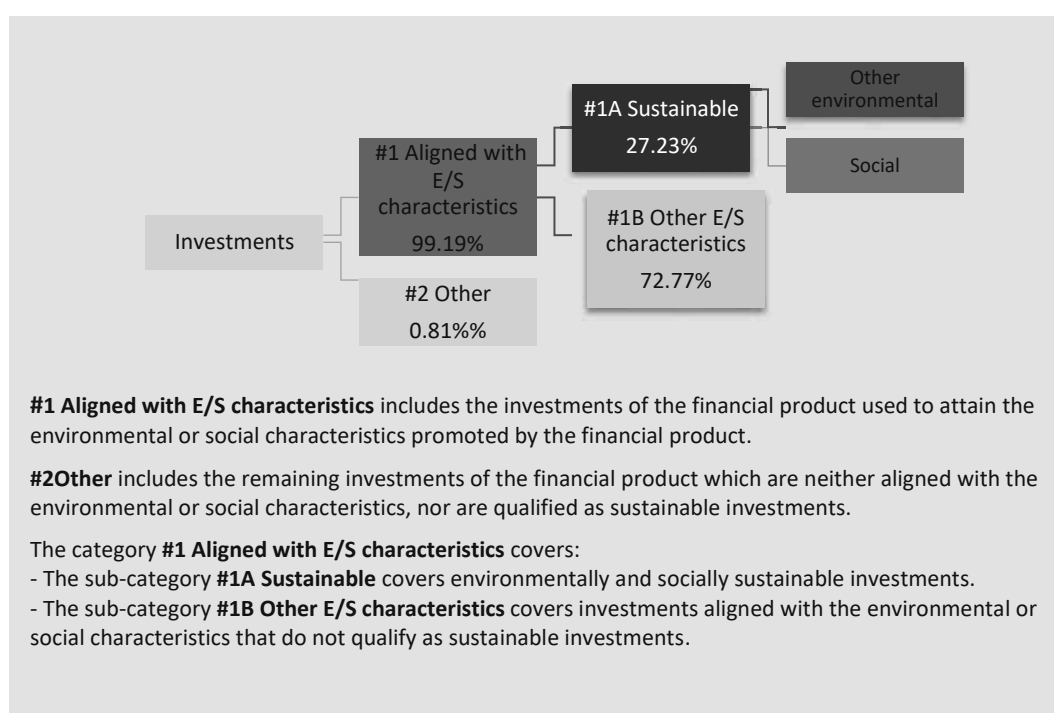 Investments
#1 Aligned with
E/S
characteristics
99.19%
#2 Other
0.81%%
#1A Sustainable
27.23%
#1B Other E/S
characteristics
72.77%
Other
environmental
Social
#1 Aligned with E/S characteristics includes the investments of the financial product used to attain the
environmental or social characteristics promoted by the financial product.
#2Other includes the remaining investments of the financial product which are neither aligned with the
environmental or social characteristics, nor are qualified as sustainable investments.
The category #1 Aligned with E/S characteristics covers:
- The sub-category #1A Sustainable covers environmentally and socially sustainable investments.
- The sub-category #1B Other E/S characteristics covers investments aligned with the environmental or
social characteristics that do not qualify as sustainable investments.